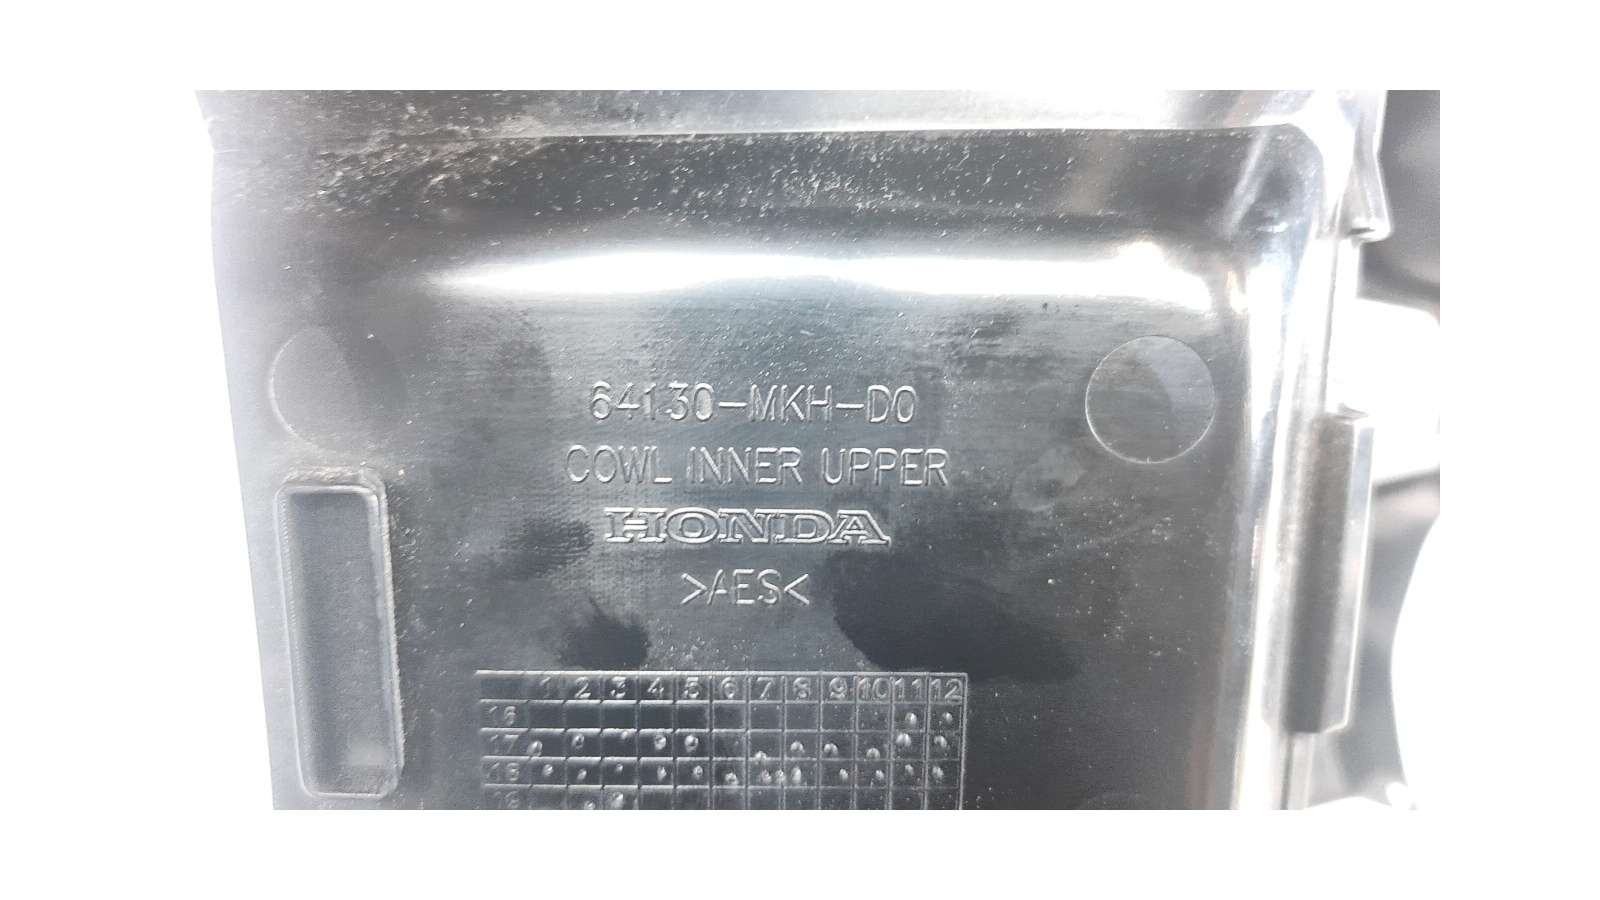 64130-MKH-D0
COWL INNER UPPER
HONDA
>AES<
1 2 3 4 5 6 7 8 9 10 11 12
16
17
18